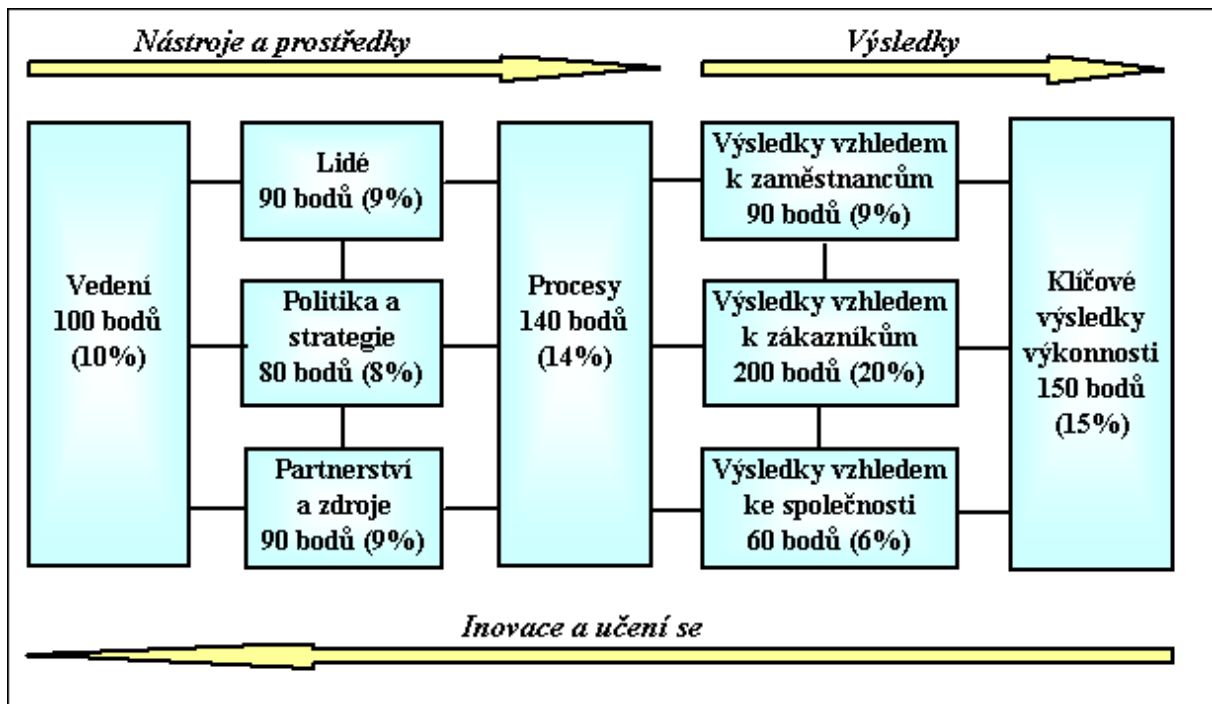 Nástroje a prostředky
Výsledky
Vedení
100 bodů
(10%)
Lidé
90 bodů (9%)
Politika a
strategie
80 bodů (8%)
Partnerství
a zdroje
90 bodů (9%)
Procesy
140 bodů
(14%)
Výsledky vzhledem
k zaměstnancům
90 bodů (9%)
Výsledky vzhledem
k zákazníkům
200 bodů (20%)
Výsledky vzhledem
ke společnosti
60 bodů (6%)
Klíčové
výsledky
výkonnosti
150 bodů
(15%)
Inovace a učení se